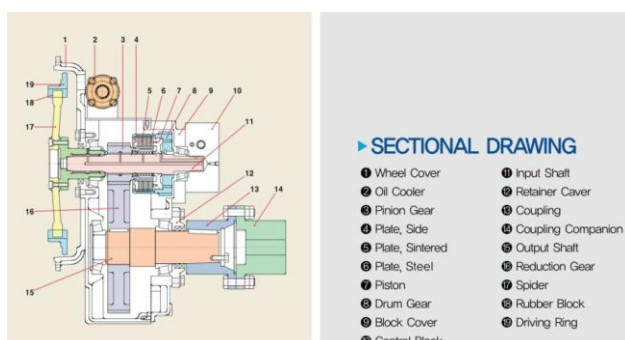 1 2 3 4 5 6 7 8 9 10
19
18
17
11
12
13 14
16
15
▶ SECTIONAL DRAWING
❶ Wheel Cover
❷ Oil Cooler
❸ Pinion Gear
❹ Plate, Side
❺ Plate, Sintered
❻ Plate, Steel
❼ Piston
❽ Drum Gear
❾ Block Cover
❿ Control Block
⓫ Input Shaft
⓬ Retainer Caver
⓭ Coupling
⓮ Coupling Companion
⓯ Output Shaft
⓰ Reduction Gear
⓱ Spider
⓲ Rubber Block
⓳ Driving Ring